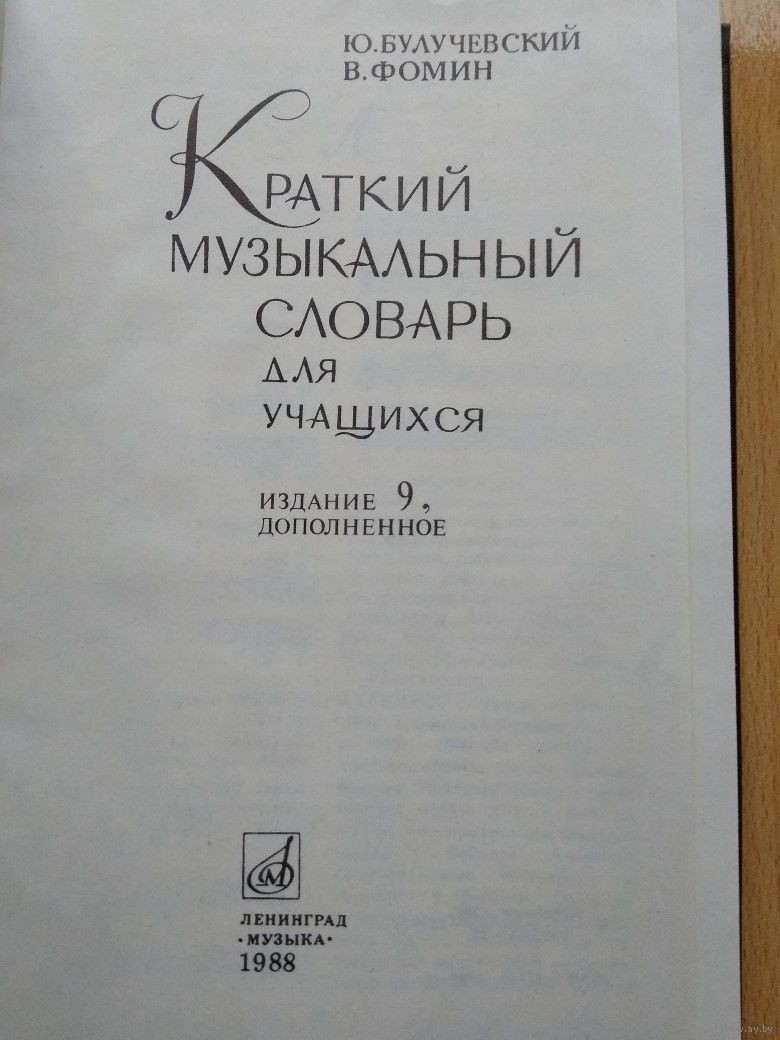 Ю.БУЛУЧЕВСКИЙ
В.ФОМИН
КРАТКИЙ
МУЗЫКАЛЬНЫЙ
СЛОВАРЬ
ДЛЯ
УЧАЩИХСЯ
ИЗДАНИЕ 9,
ДОПОЛНЕННОЕ
ЛЕНИНГРАД
•МУЗЫКА•
1988